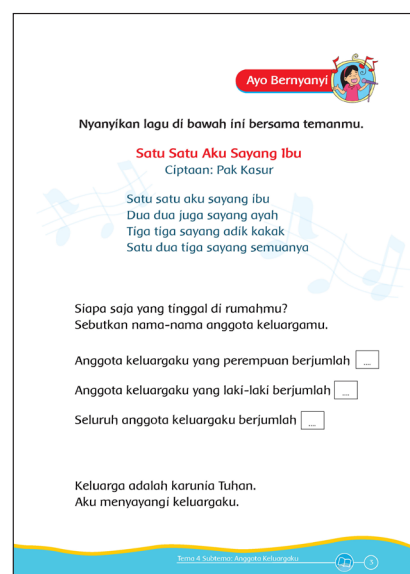 Ayo Bernyanyi
Nyanyikan lagu di bawah ini bersama temanmu.
Satu Satu Aku Sayang Ibu
Ciptaan: Pak Kasur
Satu satu aku sayang ibu
Dua dua juga sayang ayah
Tiga tiga sayang adik kakak
Satu dua tiga sayang semuanya
Siapa saja yang tinggal di rumahmu?
Sebutkan nama-nama anggota keluargamu.
Anggota keluargaku yang perempuan berjumlah ...
Anggota keluargaku yang laki-laki berjumlah ...
Seluruh anggota keluargaku berjumlah ...
Keluarga adalah karunia Tuhan.
Aku menyayangi keluargaku.
Tema 4 Subtema: Anggota Keluargaku